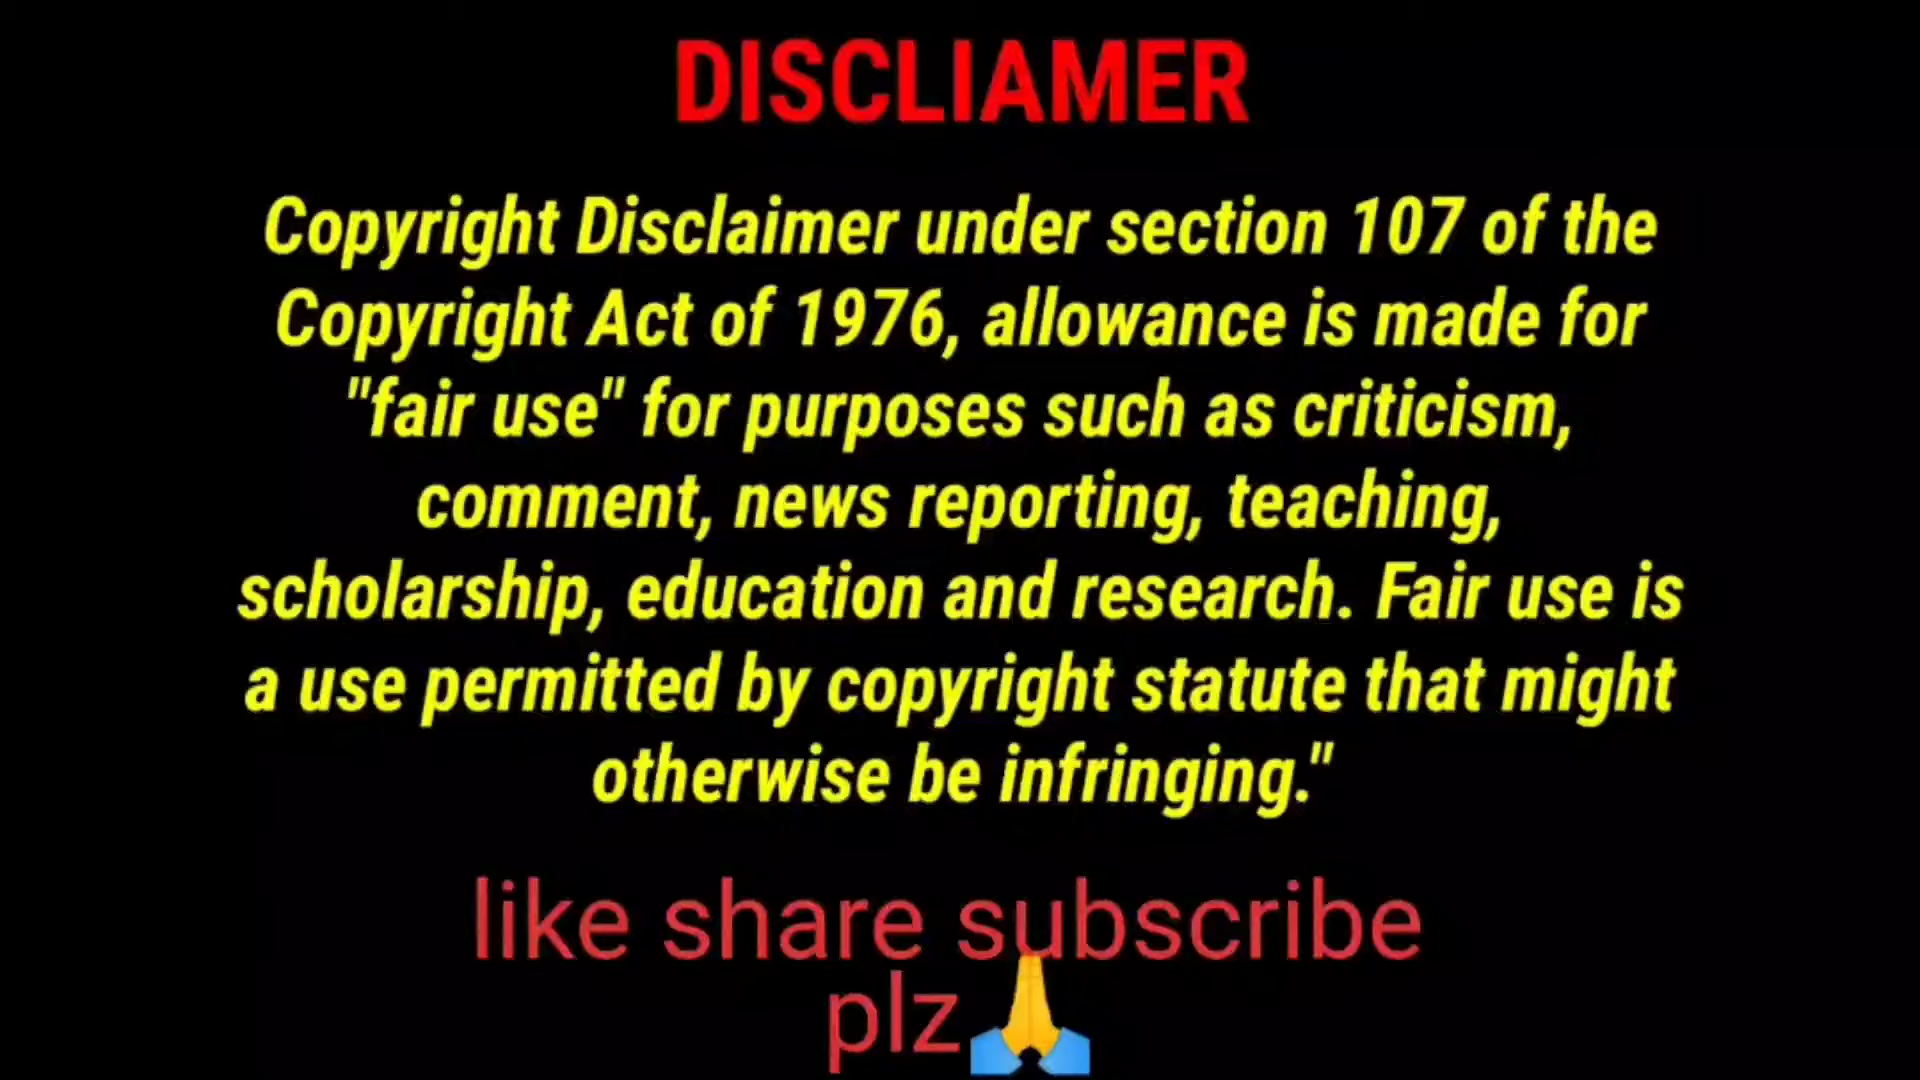 DISCLIAMER
Copyright Disclaimer under section 107 of the
Copyright Act of 1976, allowance is made for
"fair use" for purposes such as criticism,
comment, news reporting, teaching,
scholarship, education and research. Fair use is
a use permitted by copyright statute that might
otherwise be infringing."
like share subscribe
plz🙏